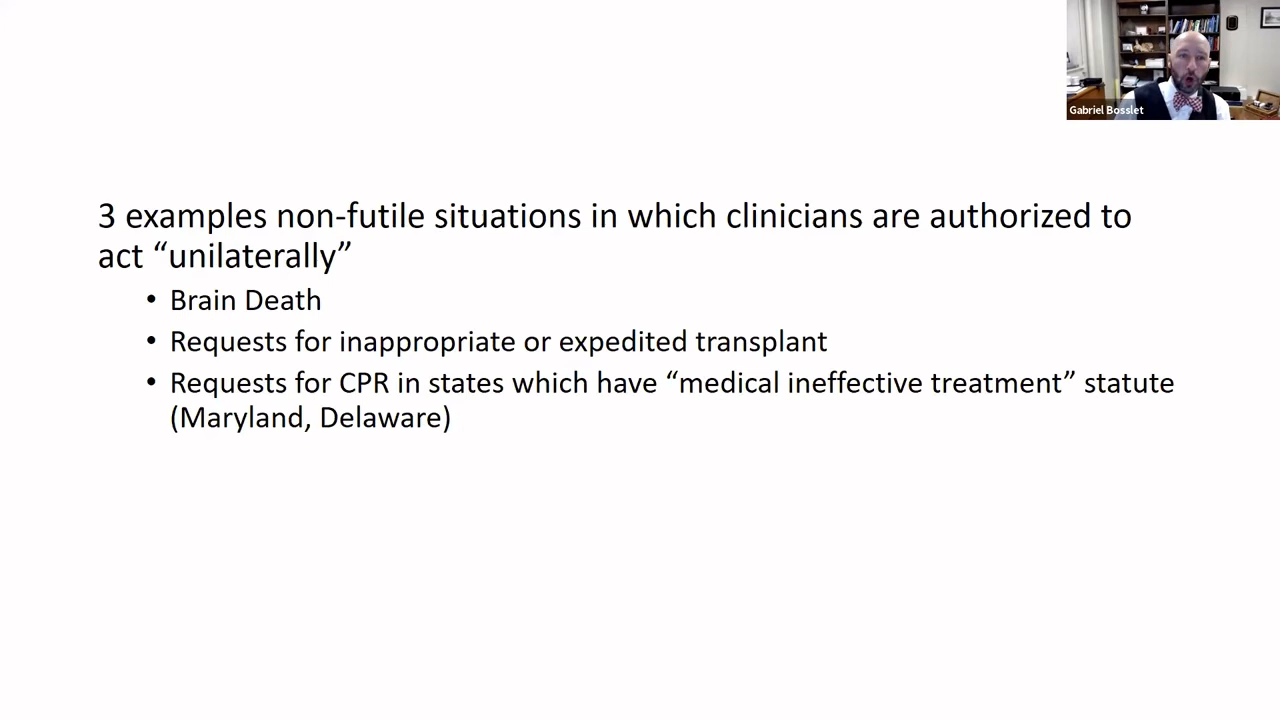 Gabriel Bosslet
3 examples non-futile situations in which clinicians are authorized to
act “unilaterally”
• Brain Death
• Requests for inappropriate or expedited transplant
• Requests for CPR in states which have “medical ineffective treatment” statute
(Maryland, Delaware)